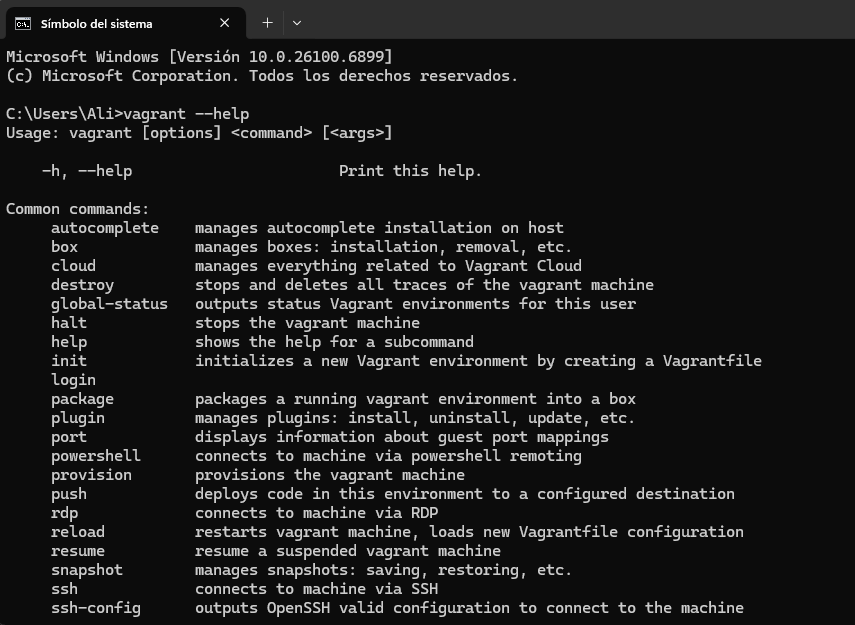 Símbolo del sistema
Microsoft Windows [Versión 10.0.26100.6899]
(c) Microsoft Corporation. Todos los derechos reservados.
C:\Users\Ali>vagrant --help
Usage: vagrant [options] <command> [<args>]
-h, --help                       Print this help.
Common commands:
autocomplete    manages autocomplete installation on host
box             manages boxes: installation, removal, etc.
cloud           manages everything related to Vagrant Cloud
destroy         stops and deletes all traces of the vagrant machine
global-status   outputs status Vagrant environments for this user
halt            stops the vagrant machine
help            shows the help for a subcommand
init            initializes a new Vagrant environment by creating a Vagrantfile
login
package         packages a running vagrant environment into a box
plugin          manages plugins: install, uninstall, update, etc.
port            displays information about guest port mappings
powershell      connects to machine via powershell remoting
provision       provisions the vagrant machine
push            deploys code in this environment to a configured destination
rdp             connects to machine via RDP
reload          restarts vagrant machine, loads new Vagrantfile configuration
resume          resume a suspended vagrant machine
snapshot        manages snapshots: saving, restoring, etc.
ssh             connects to machine via SSH
ssh-config      outputs OpenSSH valid configuration to connect to the machine